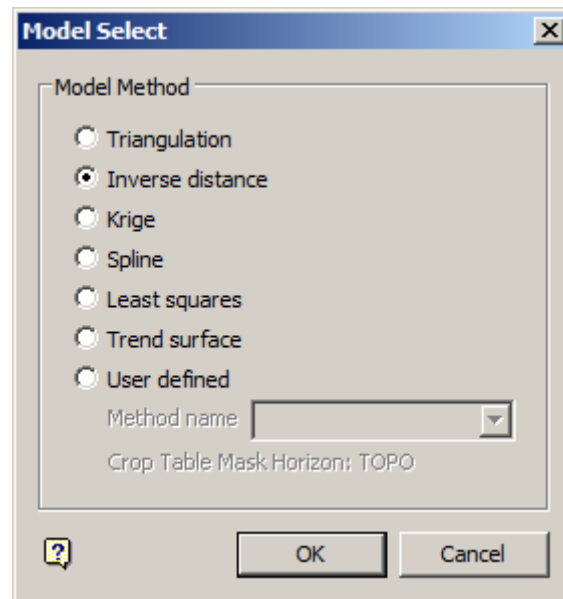 Model Select
Model Method
Triangulation
Inverse distance
Krige
Spline
Least squares
Trend surface
User defined
Method name
Crop Table Mask Horizon: TOPO
?
OK Cancel